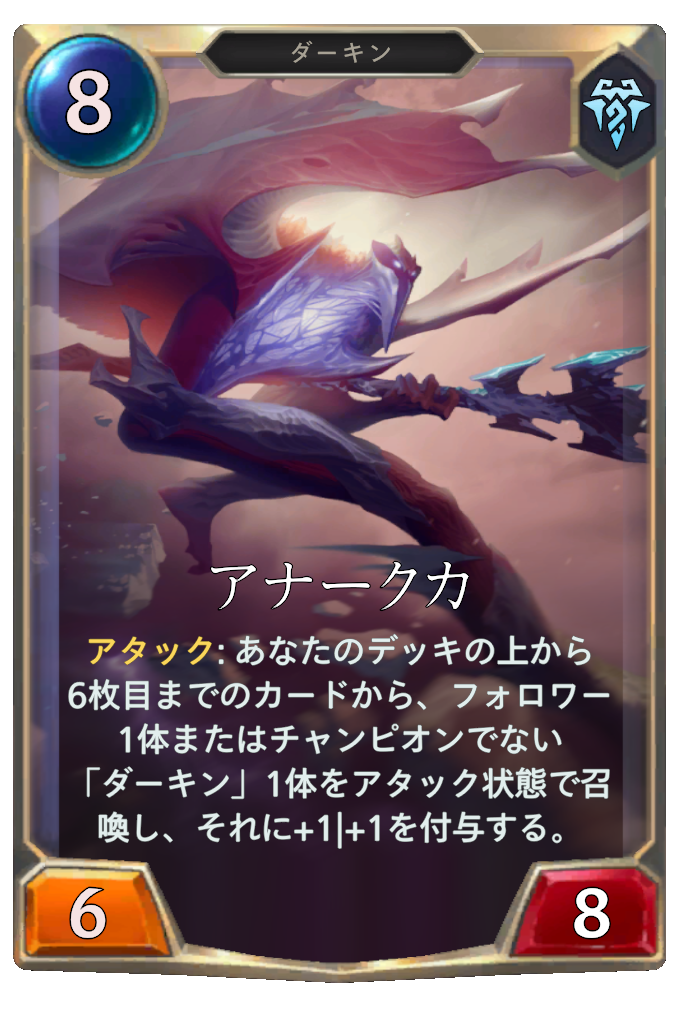 ダーキン
8
アナークカ
アタック: あなたのデッキの上から
6枚目までのカードから、フォロワー
1体またはチャンピオンでない
「ダーキン」1体をアタック状態で召
喚し、それに+1|+1を付与する。
6
8